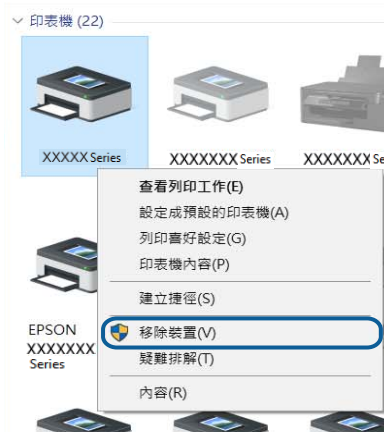 印表機 (22)
XXXXX Series
XXXXXXX Series
XXXXXXX Se
查看列印工作(E)
設定成預設的印表機(A)
列印喜好設定(G)
印表機內容(P)
建立捷徑(S)
移除裝置(V)
疑難排解(T)
內容(R)
EPSON
XXXXXXX
Series